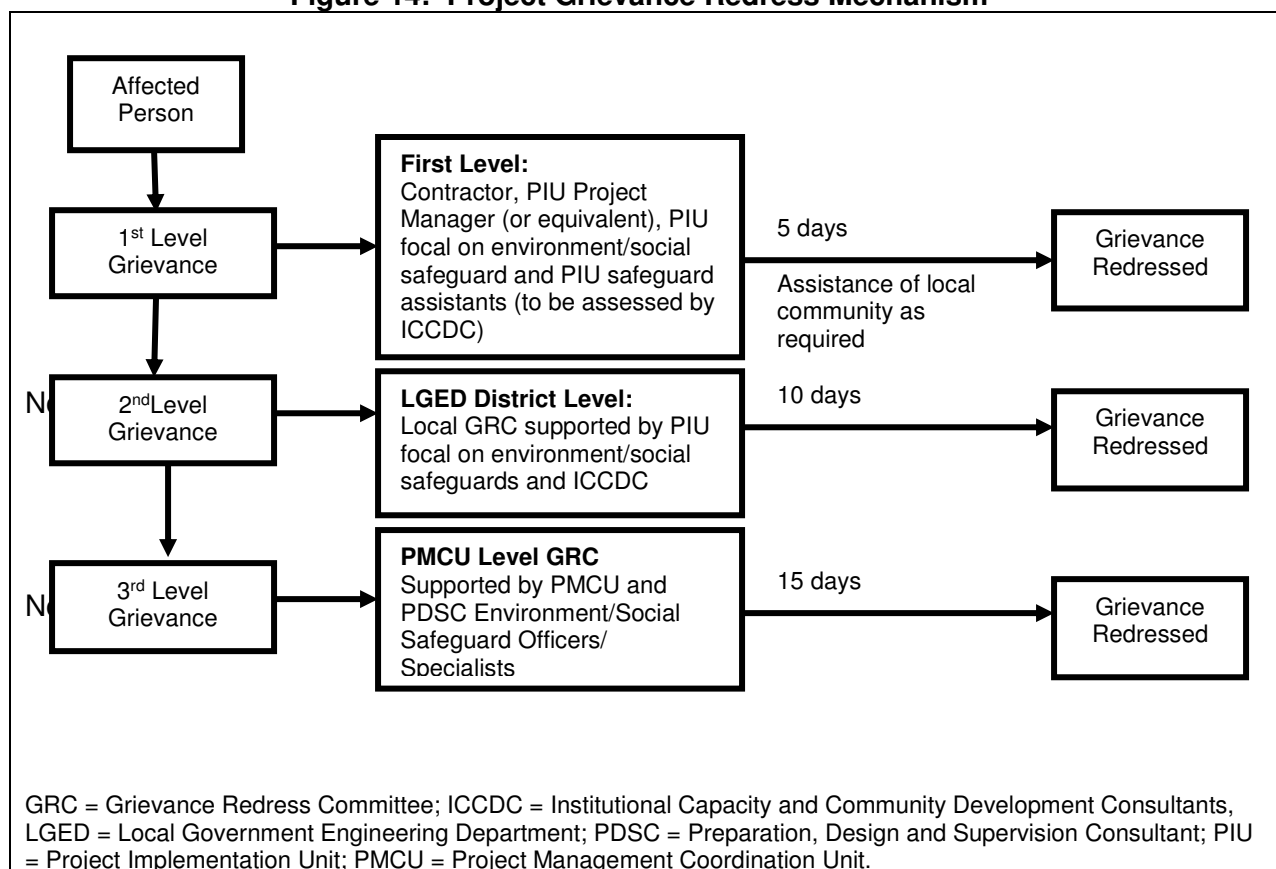 Figure 14: Project Grievance Redress Mechanism
Affected
Person
1st Level
Grievance
First Level:
Contractor, PIU Project
Manager (or equivalent), PIU
focal on environment/social
safeguard and PIU safeguard
assistants (to be assessed by
ICCDC)
5 days
Assistance of local
community as
required
Grievance
Redressed
2nd Level
Grievance
LGED District Level:
Local GRC supported by PIU
focal on environment/social
safeguards and ICCDC
10 days
Grievance
Redressed
3rd Level
Grievance
PMCU Level GRC
Supported by PMCU and
PDSC Environment/Social
Safeguard Officers/
Specialists
15 days
Grievance
Redressed
GRC = Grievance Redress Committee; ICCDC = Institutional Capacity and Community Development Consultants,
LGED = Local Government Engineering Department; PDSC = Preparation, Design and Supervision Consultant; PIU
= Project Implementation Unit; PMCU = Project Management Coordination Unit.